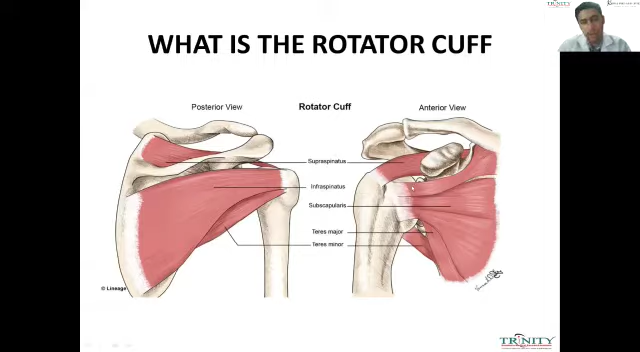 TRINITY
WHAT IS THE ROTATOR CUFF
Posterior View
Rotator Cuff
Anterior View
Supraspinatus
Infraspinatus
Subscapularis
Teres major
Teres minor
© Lineage
TRINITY